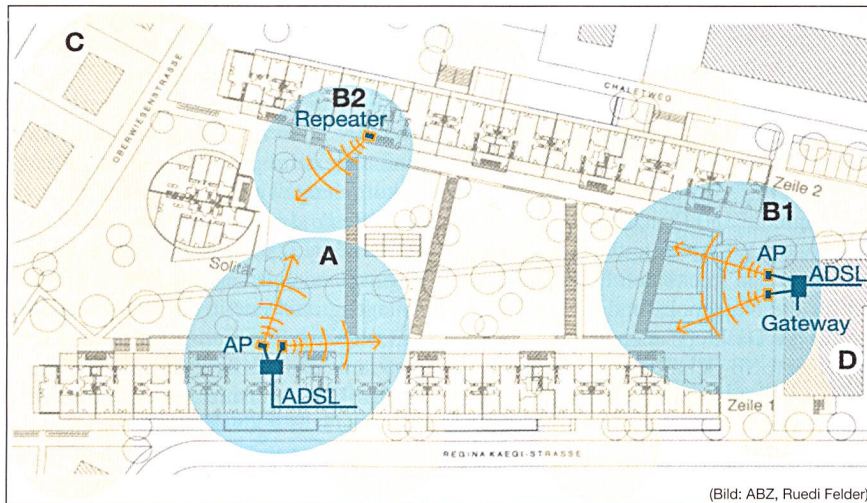 C
OBERWIESENSTRASSE
B2
Repeater
CHALETWEG
Zeile 2
B1
AP
ADSL
Gateway
D
Solitär
A
AP
ADSL
Zeile 1
REGINA KAEGI-STRASSE
(Bild: ABZ, Ruedi Felder)